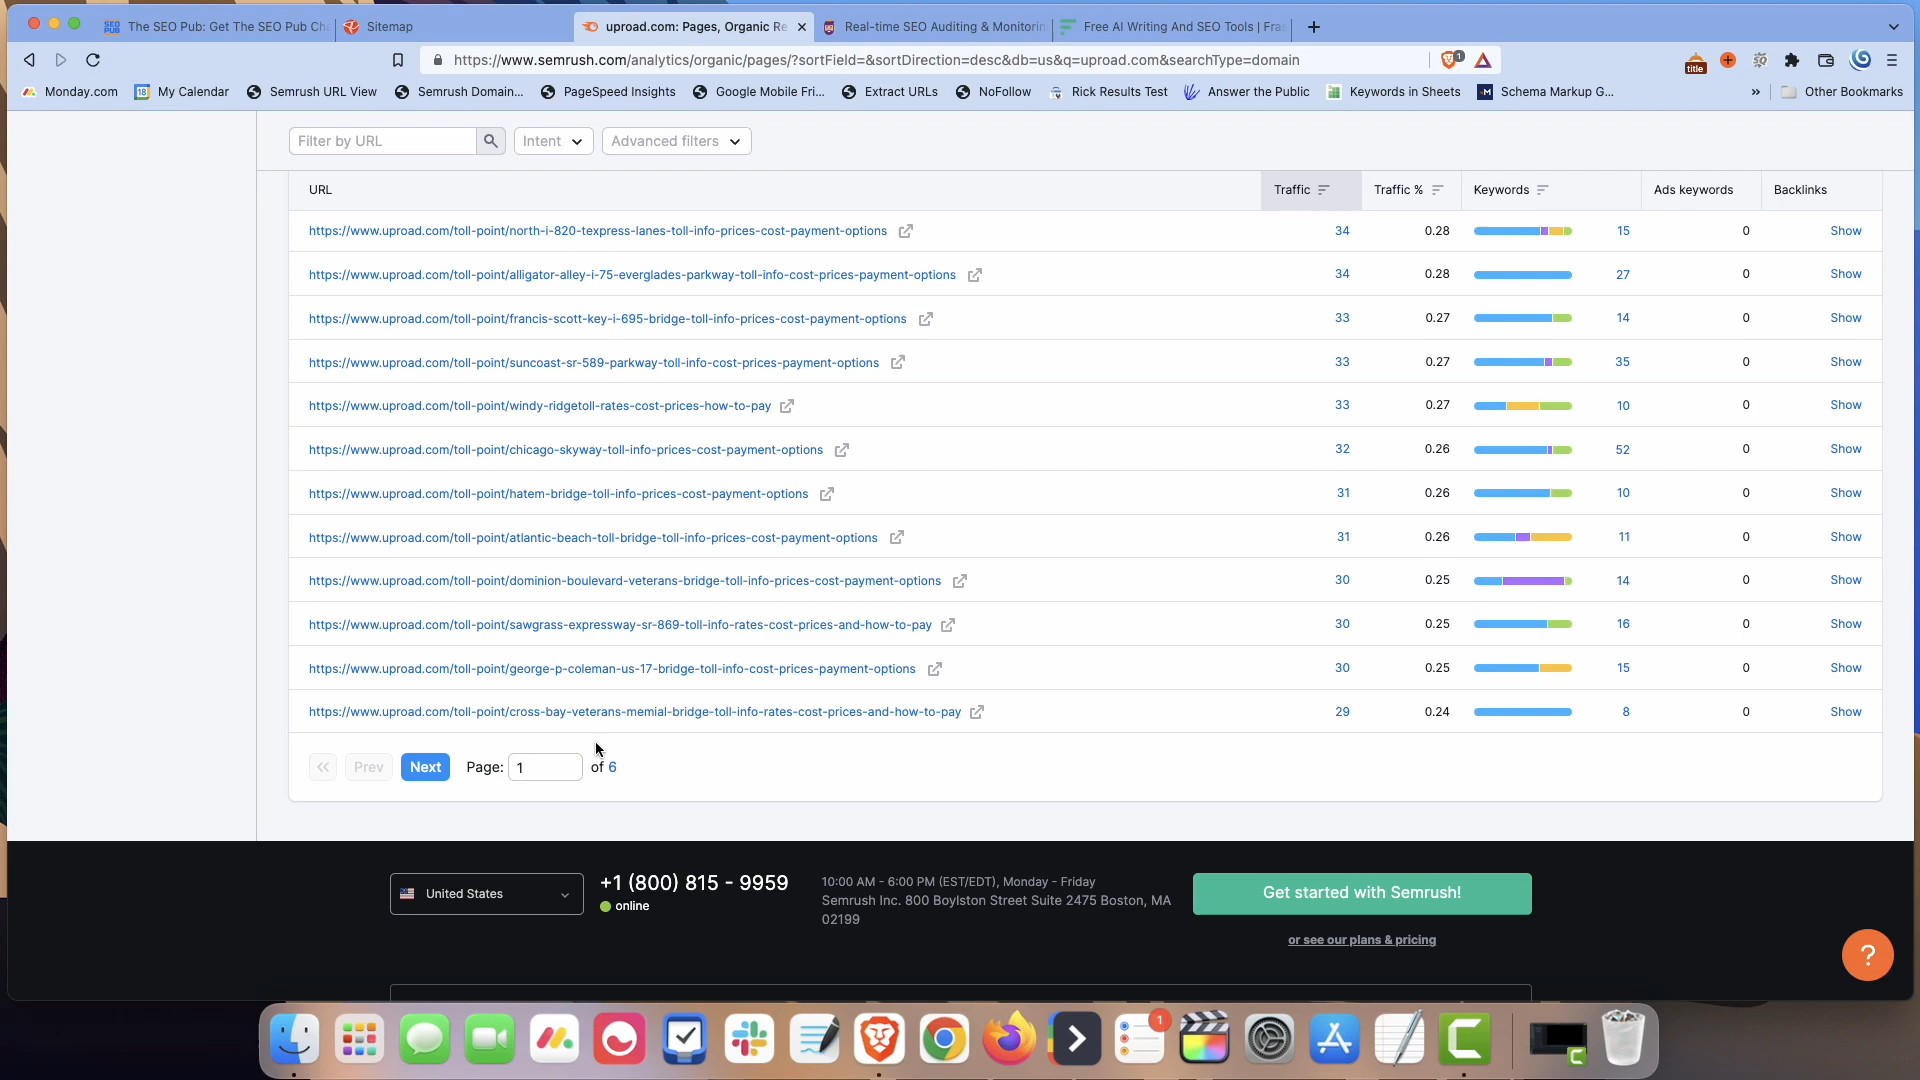 The SEO Pub: Get The SEO Pub Ch
Sitemap
uproad.com: Pages, Organic Re
Real-time SEO Auditing & Monitorin
Free AI Writing And SEO Tools | Fras
https://www.semrush.com/analytics/organic/pages/?sortField=&sortDirection=desc&db=us&q=uproad.com&searchType=domain
1
title
Monday.com
18
My Calendar
Semrush URL View
Semrush Domain...
PageSpeed Insights
Google Mobile Fri...
Extract URLs
NoFollow
Rick Results Test
Answer the Public
Keywords in Sheets
Schema Markup G...
»
Other Bookmarks
Filter by URL
Intent
Advanced filters
URL Traffic Traffic % Keywords Ads keywords Backlinks
https://www.uproad.com/toll-point/north-i-820-texpress-lanes-toll-info-prices-cost-payment-options 34 0.28 15 0 Show
https://www.uproad.com/toll-point/alligator-alley-i-75-everglades-parkway-toll-info-cost-prices-payment-options 34 0.28 27 0 Show
https://www.uproad.com/toll-point/francis-scott-key-i-695-bridge-toll-info-prices-cost-payment-options 33 0.27 14 0 Show
https://www.uproad.com/toll-point/suncoast-sr-589-parkway-toll-info-cost-prices-payment-options 33 0.27 35 0 Show
https://www.uproad.com/toll-point/windy-ridgetoll-rates-cost-prices-how-to-pay 33 0.27 10 0 Show
https://www.uproad.com/toll-point/chicago-skyway-toll-info-prices-cost-payment-options 32 0.26 52 0 Show
https://www.uproad.com/toll-point/hatem-bridge-toll-info-prices-cost-payment-options 31 0.26 10 0 Show
https://www.uproad.com/toll-point/atlantic-beach-toll-bridge-toll-info-prices-cost-payment-options 31 0.26 11 0 Show
https://www.uproad.com/toll-point/dominion-boulevard-veterans-bridge-toll-info-prices-cost-payment-options 30 0.25 14 0 Show
https://www.uproad.com/toll-point/sawgrass-expressway-sr-869-toll-info-rates-cost-prices-and-how-to-pay 30 0.25 16 0 Show
https://www.uproad.com/toll-point/george-p-coleman-us-17-bridge-toll-info-cost-prices-payment-options 30 0.25 15 0 Show
https://www.uproad.com/toll-point/cross-bay-veterans-memial-bridge-toll-info-rates-cost-prices-and-how-to-pay 29 0.24 8 0 Show
Prev Next Page: 1 of 6
United States
+1 (800) 815 - 9959
online
10:00 AM - 6:00 PM (EST/EDT), Monday - Friday
Semrush Inc. 800 Boylston Street Suite 2475 Boston, MA
02199
Get started with Semrush!
or see our plans & pricing
?
1